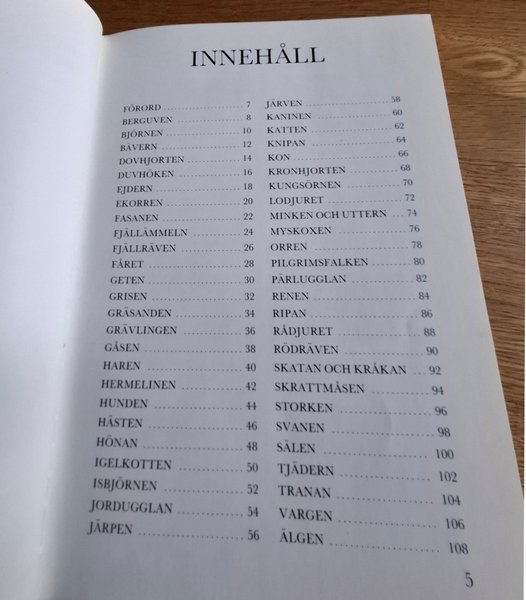 INNEHÅLL
FÖRORD 7
BERGUVEN 8
BJÖRNEN 10
BÄVERN 12
DOVHJORTEN 14
DUVHÖKEN 16
EJDERN 18
EKORREN 20
FASANEN 22
FJÄLLÄMMELN 24
FJÄLLRÄVEN 26
FÅRET 28
GETEN 30
GRISEN 32
GRÄSANDEN 34
GRÄVLINGEN 36
GÅSEN 38
HAREN 40
HERMELINEN 42
HUNDEN 44
HÄSTEN 46
HÖNAN 48
IGELKOTTEN 50
ISBJÖRNEN 52
JORDUGGLAN 54
JÄRPEN 56
JÄRVEN 58
KANINEN 60
KATTEN 62
KNIPAN 64
KON 66
KRONHJORTEN 68
KUNGSÖRNEN 70
LODJURET 72
MINKEN OCH UTTERN 74
MYSKOXEN 76
ORREN 78
PILGRIMSFALKEN 80
PÄRLUGGLAN 82
RENEN 84
RIPAN 86
RÅDJURET 88
RÖDRÄVEN 90
SKATAN OCH KRÅKAN 92
SKRATTMÅSEN 94
STORKEN 96
SVANEN 98
SÄLEN 100
TJÄDERN 102
TRANAN 104
VARGEN 106
ÄLGEN 108
5